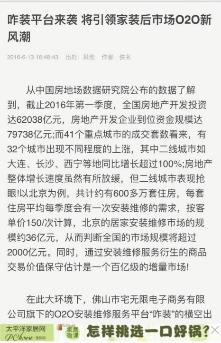 咋装平台来袭 将引领家装后市场O2O新
风潮
2016-6-13 16:48:43
    从中国房地场数据研究公布的数据了解
到，截止2016年第一季度，全国房地产开发投资
达62038亿元，房地产开发企业到位资金规模达
79738亿元;而41个重点城市的成交套数看来，有
32个城市出现不同程度的上涨，其中二线城市如
大连、长沙、西宁等地同比增长超过100%;房地产
整体增长速度虽然有所放缓，但二线城市表现抢
眼!以北京为例，共计约有600多万套住房，每套
住房平均每季度会有一次安装维修的需求，按客
单价150/次计算，北京的居家安装维修市场的规
模约36亿元，从而判断全国的市场规模将超过
2000亿元。同时，通过安装维修服务衍生的商品
交易价值保守估计是一个百亿级的增量市场!
    在此大环境下，佛山市宅无限电子商务有限
公司旗下的O2O安装维修服务平台“咋装”的横空出
太平洋家居网
PChouse
怎样挑选一口好锅?